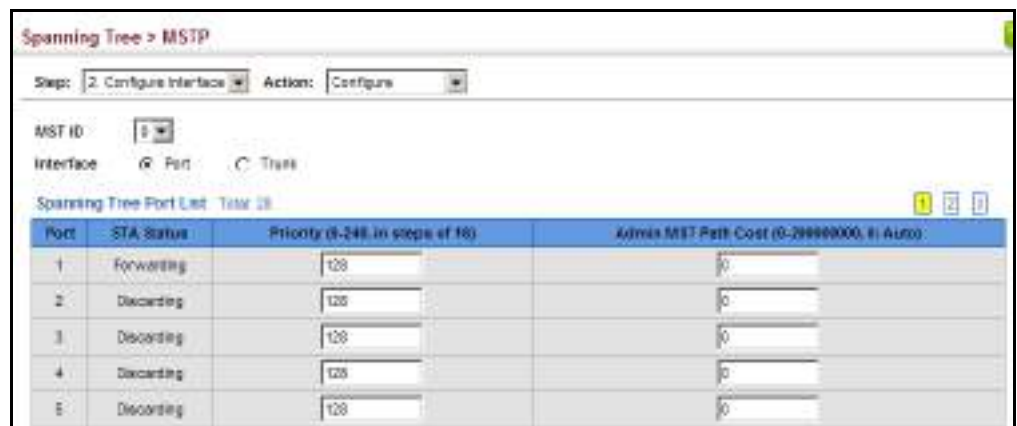 Spanning Tree > MSTP
Step: 2. Configure Interface Action: Configure
MST ID 0
Interface Port Trunk
Spanning Tree Port List Total: 28
1 2 3
Port STA Status Priority (0-240, in steps of 16) Admin MST Path Cost (0-200000000, 0: Auto)
1 Forwarding 128 0
2 Discarding 128 0
3 Discarding 128 0
4 Discarding 128 0
5 Discarding 128 0